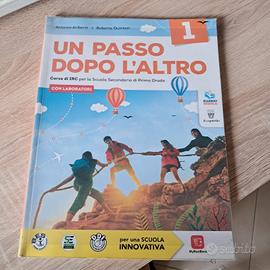 1
UN PASSO
DOPO L'ALTRO
Corso di IRC per la Scuola Secondaria di Primo Grado
CON LABORATORI
per una SCUOLA
INNOVATIVA
subito